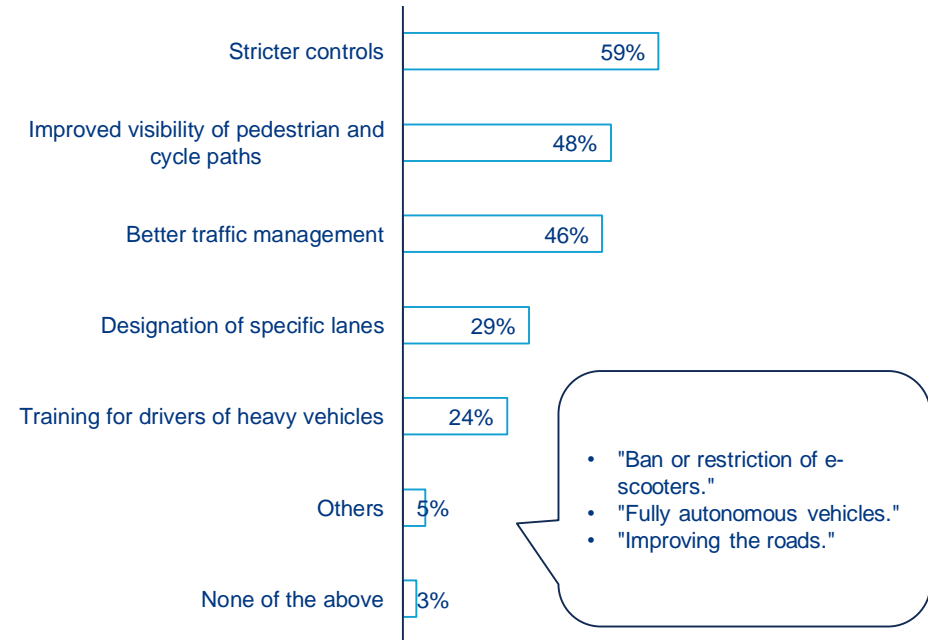 Stricter controls
59%
Improved visibility of pedestrian and
cycle paths
48%
Better traffic management
46%
Designation of specific lanes
29%
Training for drivers of heavy vehicles
24%
Others
5%
None of the above
3%
• "Ban or restriction of e-
scooters."
• "Fully autonomous vehicles."
• "Improving the roads."